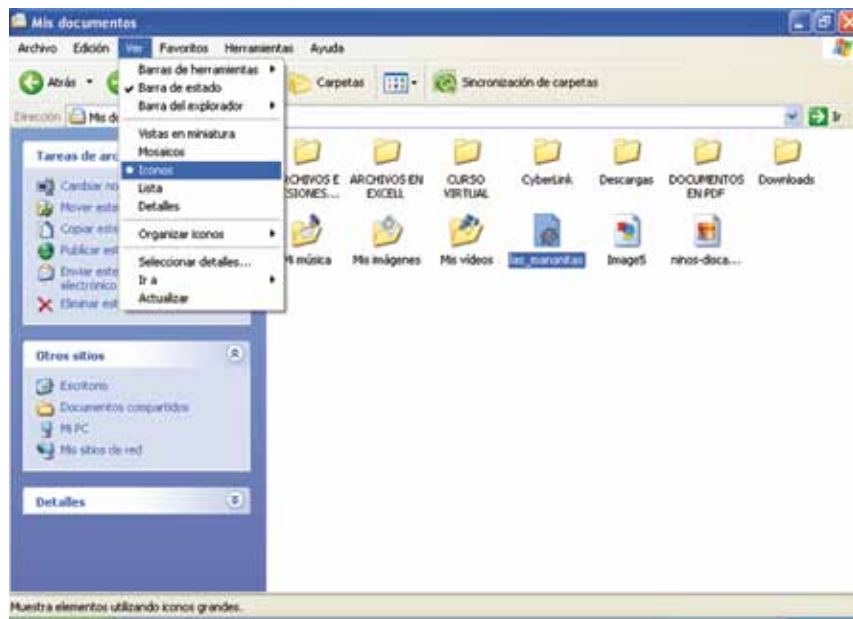 Mis documentos
Archivo Edición Ver Favoritos Herramientas Ayuda
Atrás Carpetas Sincronización de carpetas
Dirección Mis Ir
Barras de herramientas
Barra de estado
Barra del explorador
Vistas en miniatura
Mosaicos
Iconos
Lista
Detalles
Organizar iconos
Seleccionar detalles...
Ir a
Actualizar
Tareas de arc
Cambiar no
Mover este
Copiar este
Publicar est
Enviar este
electrónico
Eliminar est
Otros sitios
Escritorio
Documentos compartidos
Mi PC
Mis sitios de red
Detalles
RCHIVOS E ARCHIVOS EN CURSO CyberLink Descargas DOCUMENTOS Downloads
SIONES... EXCELL VIRTUAL EN PDF
Mi música Mis imágenes Mis vídeos las_mananitas Image5 ninos-disca...
Muestra elementos utilizando iconos grandes.